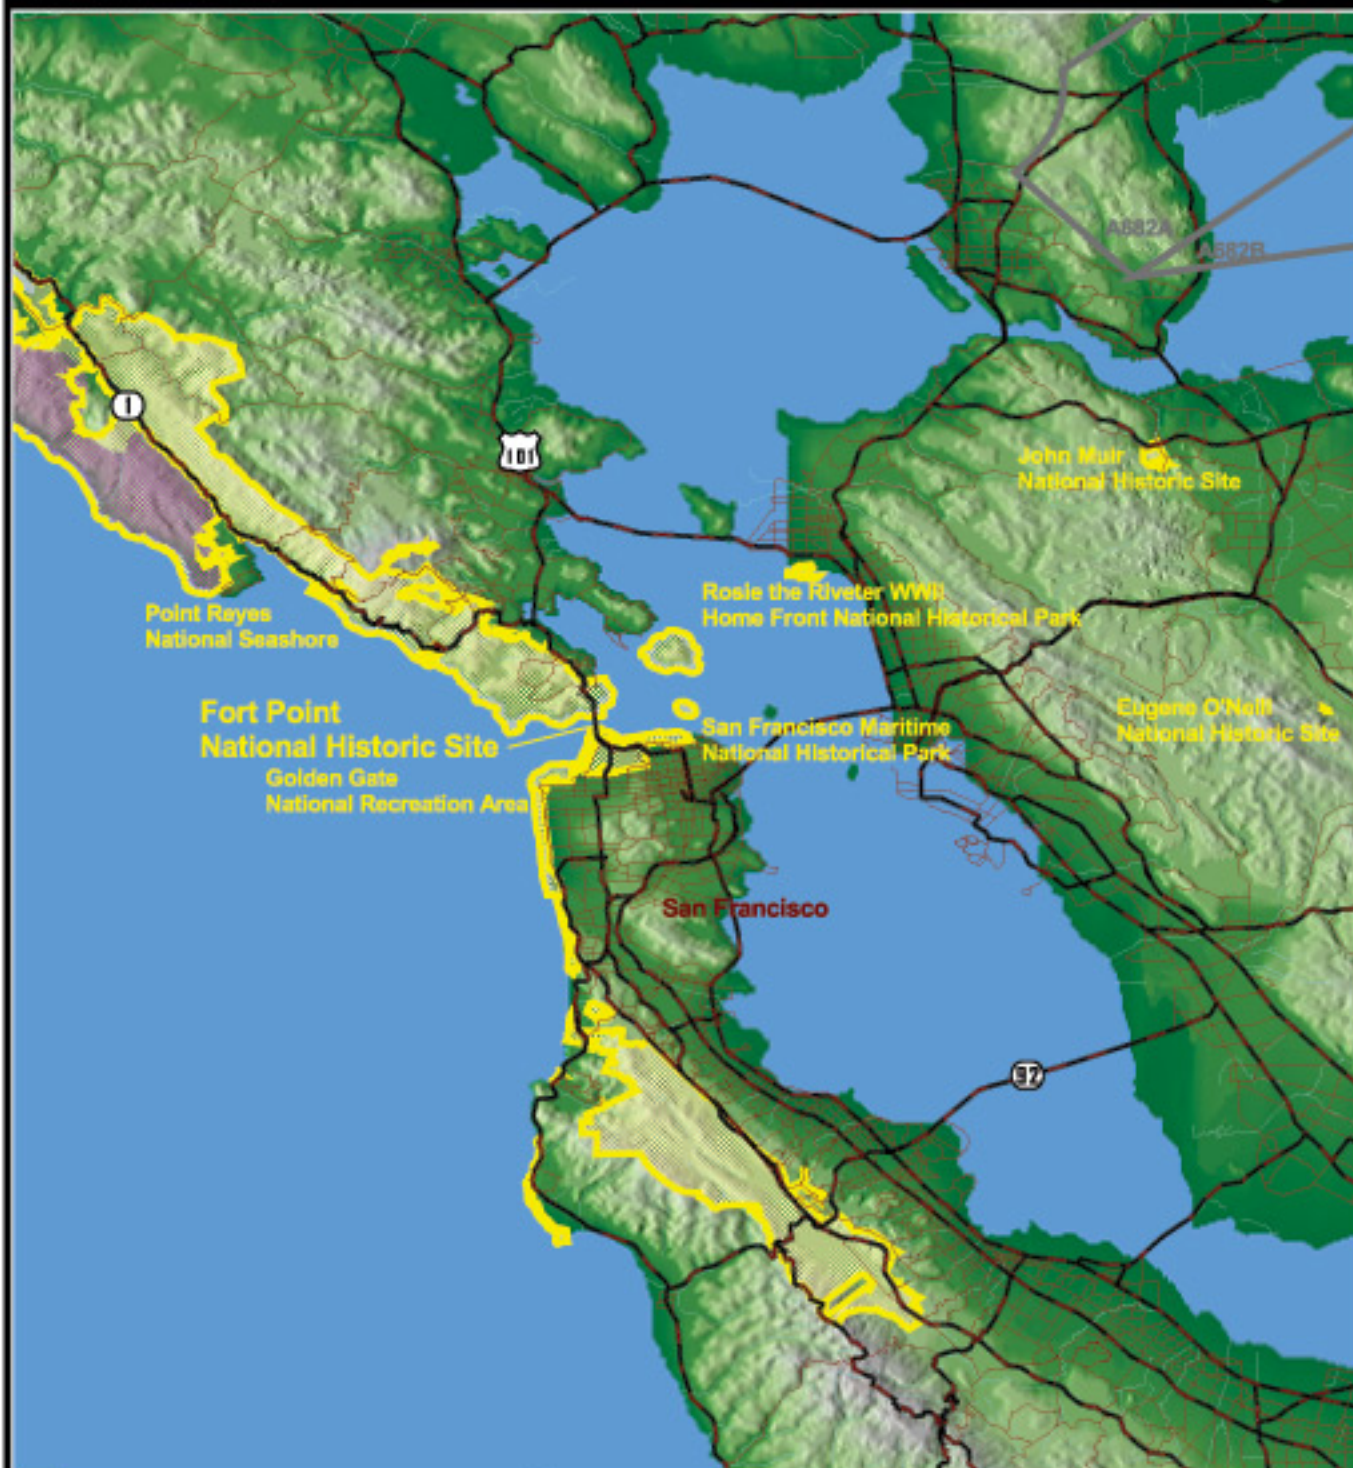 A682A
A682B
1
101
John Muir
National Historic Site
Rosie the Riveter WWII
Home Front National Historical Park
Point Reyes
National Seashore
Fort Point
National Historic Site
Eugene O'Neill
National Historic Site
San Francisco Maritime
National Historical Park
Golden Gate
National Recreation Area
San Francisco
92